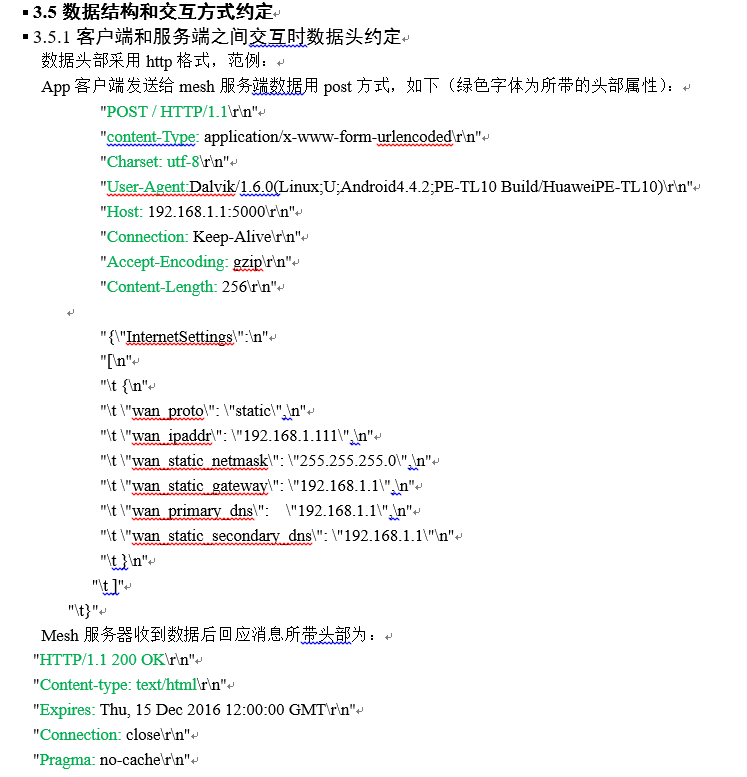 3.5 数据结构和交互方式约定
3.5.1 客户端和服务端之间交互时数据头约定
数据头部采用 http 格式，范例：
App 客户端发送给 mesh 服务端数据用 post 方式，如下（绿色字体为所带的头部属性）：
"POST / HTTP/1.1\r\n"
"content-Type: application/x-www-form-urlencoded\r\n"
"Charset: utf-8\r\n"
"User-Agent:Dalvik/1.6.0(Linux;U;Android4.4.2;PE-TL10 Build/HuaweiPE-TL10)\r\n"
"Host: 192.168.1.1:5000\r\n"
"Connection: Keep-Alive\r\n"
"Accept-Encoding: gzip\r\n"
"Content-Length: 256\r\n"
"{\"InternetSettings\":\n"
"[\n"
"\t {\n"
"\t \"wan_proto\": \"static\",\n"
"\t \"wan_ipaddr\": \"192.168.1.111\",\n"
"\t \"wan_static_netmask\": \"255.255.255.0\",\n"
"\t \"wan_static_gateway\": \"192.168.1.1\",\n"
"\t \"wan_primary_dns\":    \"192.168.1.1\",\n"
"\t \"wan_static_secondary_dns\": \"192.168.1.1\"\n"
"\t }\n"
"\t ]"
"\t}"
Mesh 服务器收到数据后回应消息所带头部为：
"HTTP/1.1 200 OK\r\n"
"Content-type: text/html\r\n"
"Expires: Thu, 15 Dec 2016 12:00:00 GMT\r\n"
"Connection: close\r\n"
"Pragma: no-cache\r\n"